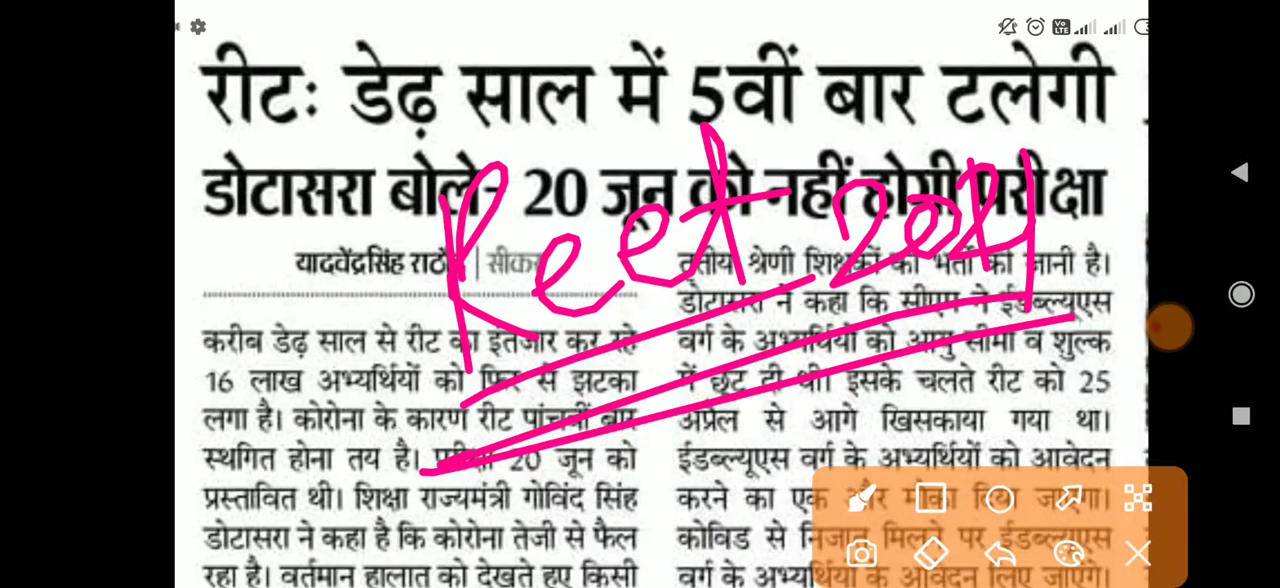 रीटः डेढ़ साल में 5वीं बार टलेगी
डोटासरा बोले- 20 जून को नहीं होगी परीक्षा
Reet 2021
यादवेंद्रसिंह राठौड़ | सीकर
करीब डेढ़ साल से रीट का इंतजार कर रहे
16 लाख अभ्यर्थियों को फिर से झटका
लगा है। कोरोना के कारण रीट पांचवीं बार
स्थगित होना तय है। परीक्षा 20 जून को
प्रस्तावित थी। शिक्षा राज्यमंत्री गोविंद सिंह
डोटासरा ने कहा है कि कोरोना तेजी से फैल
रहा है। वर्तमान हालात को देखते हुए किसी
तृतीय श्रेणी शिक्षकों की भर्ती की जानी है।
डोटासरा ने कहा कि सीएम ने ईडब्ल्यूएस
वर्ग के अभ्यर्थियों को आयु सीमा व शुल्क
में छूट दी थी। इसके चलते रीट को 25
अप्रैल से आगे खिसकाया गया था।
ईडब्ल्यूएस वर्ग के अभ्यर्थियों को आवेदन
करने का एक और मौका दिया जाएगा।
कोविड से निजात मिलने पर ईडब्ल्यूएस
वर्ग के अभ्यर्थियों के आवेदन लिए जाएंगे।